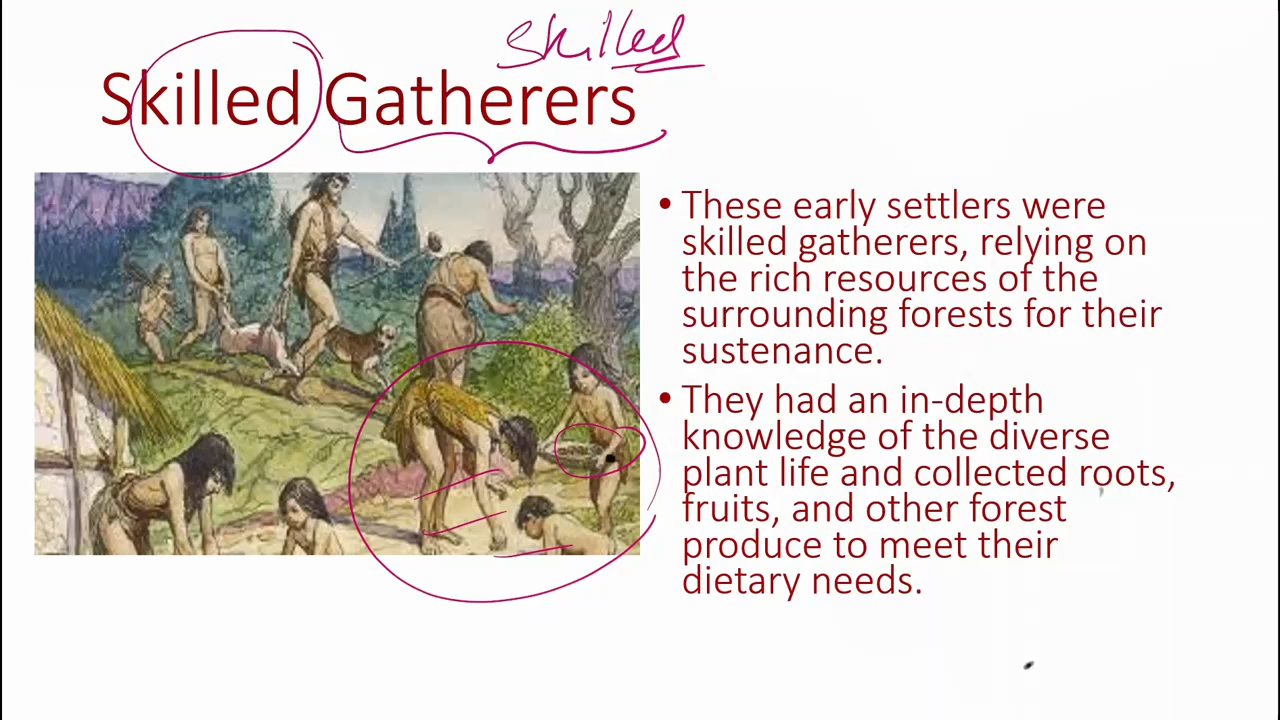 Skilled
Skilled Gatherers
• These early settlers were
skilled gatherers, relying on
the rich resources of the
surrounding forests for their
sustenance.
• They had an in-depth
knowledge of the diverse
plant life and collected roots,
fruits, and other forest
produce to meet their
dietary needs.